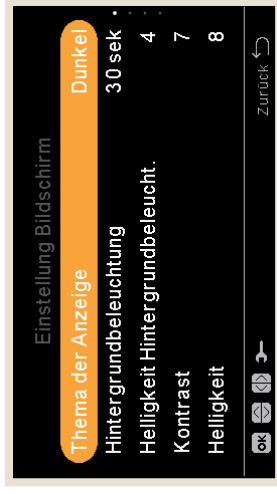 Einstellung Bildschirm
Thema der Anzeige Dunkel
Hintergrundbeleuchtung 30 sek
Helligkeit Hintergrundbeleucht. 4
Kontrast 7
Helligkeit 8
OK Zurück